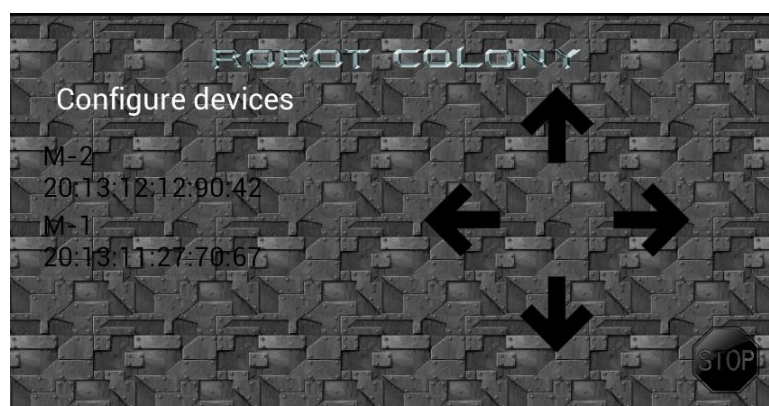 ROBOT COLONY
Configure devices
M-2
20:13:12:12:90:42
M-1
20:13:11:27:70:67
STOP